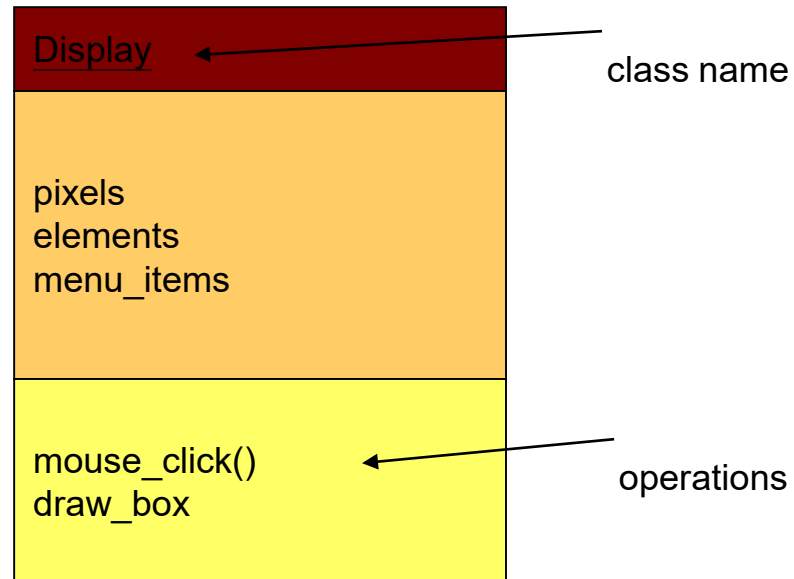 Display
class name
pixels
elements
menu_items
mouse_click()
operations
draw_box